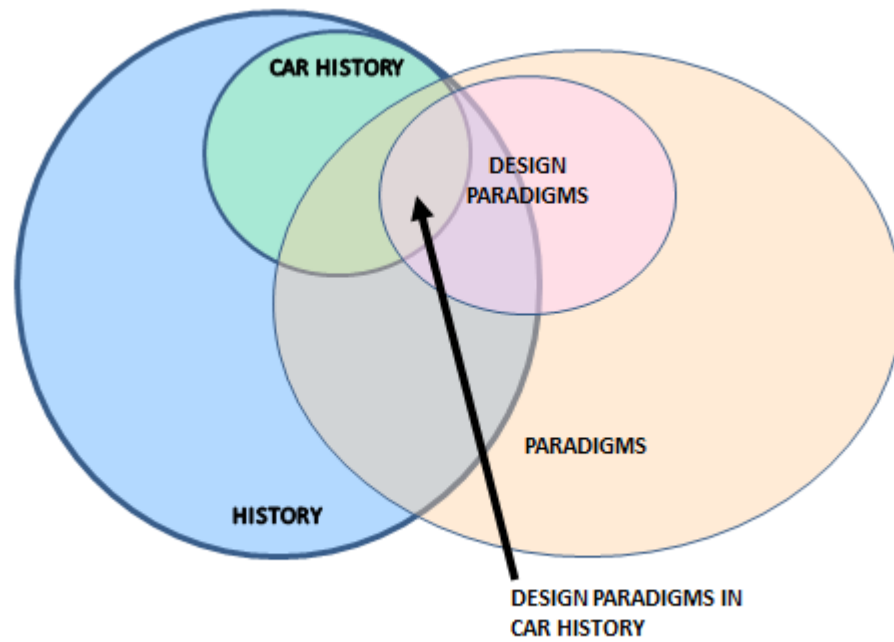 CAR HISTORY
DESIGN
PARADIGMS
PARADIGMS
HISTORY
DESIGN PARADIGMS IN
CAR HISTORY